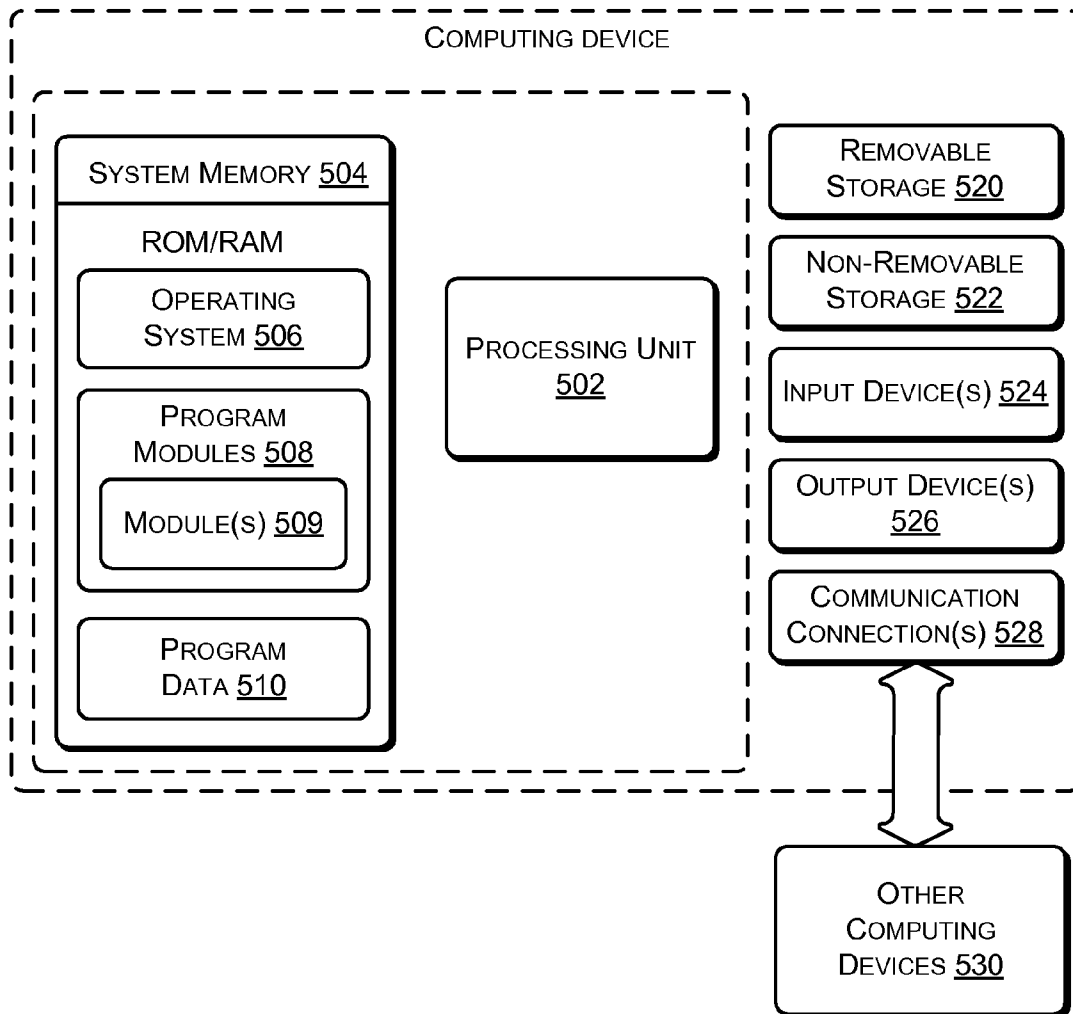 COMPUTING DEVICE
SYSTEM MEMORY 504
ROM/RAM
OPERATING
SYSTEM 506
PROGRAM
MODULES 508
MODULE(S) 509
PROGRAM
DATA 510
PROCESSING UNIT
502
REMOVABLE
STORAGE 520
NON-REMOVABLE
STORAGE 522
INPUT DEVICE(S) 524
OUTPUT DEVICE(S)
526
COMMUNICATION
CONNECTION(S) 528
OTHER
COMPUTING
DEVICES 530